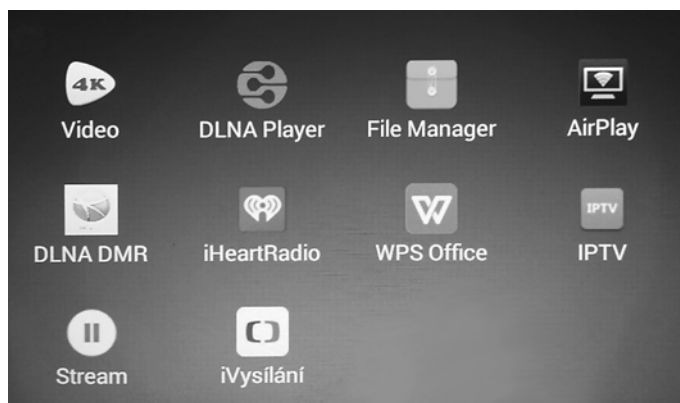 4K
Video
DLNA Player
File Manager
AirPlay
DLNA DMR
iHeartRadio
WPS Office
IPTV
IPTV
Stream
iVysílání